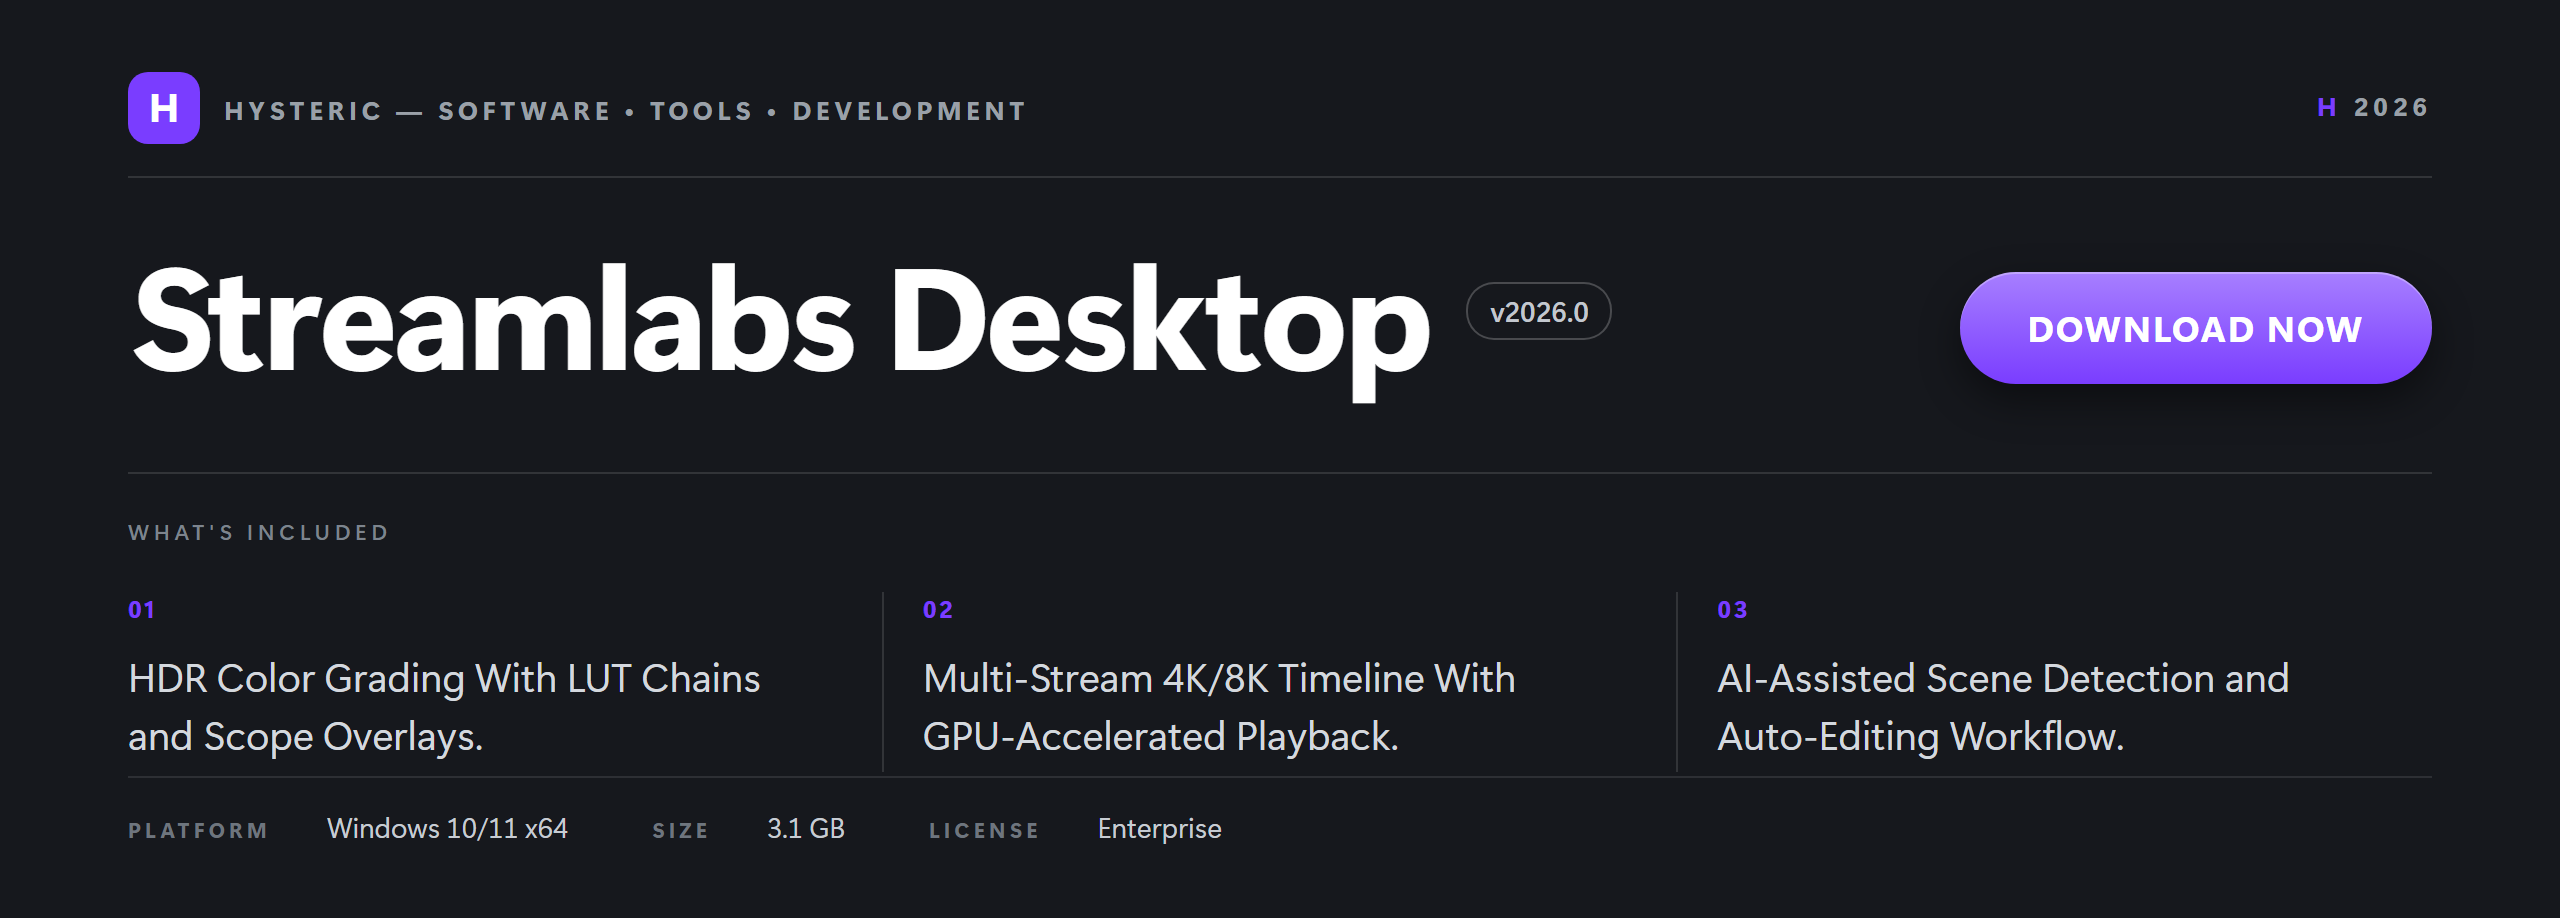 H HYSTERIC — SOFTWARE • TOOLS • DEVELOPMENT
H 2026
Streamlabs Desktop v2026.0
DOWNLOAD NOW
WHAT'S INCLUDED
01
HDR Color Grading With LUT Chains
and Scope Overlays.
02
Multi-Stream 4K/8K Timeline With
GPU-Accelerated Playback.
03
AI-Assisted Scene Detection and
Auto-Editing Workflow.
PLATFORM Windows 10/11 x64 SIZE 3.1 GB LICENSE Enterprise